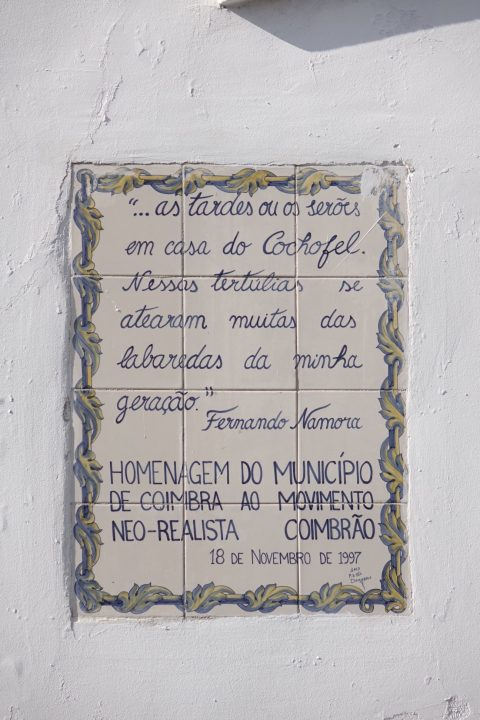 "... as tardes ou os serões
em casa do Cochofel.
Nessas tertúlias se
atearam muitas das
labaredas da minha
geração."
Fernando Namora
HOMENAGEM DO MUNICÍPIO
DE COIMBRA AO MOVIMENTO
NEO-REALISTA COIMBRÃO
18 DE NOVEMBRO DE 1997